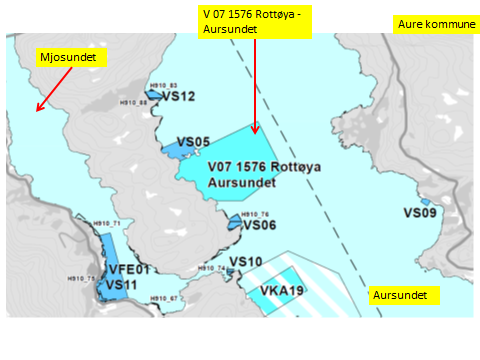 V 07 1576 Rottøya -
Aursundet
Aure kommune
Mjosundet
H910_83
VS12
H910_88
VS05
V07 1576 Rottøya
Aursundet
VS09
H910_76
VS06
H910_71
VFE01
H910_75
VS11
H910_74
VS10
VKA19
H910_67
Aursundet